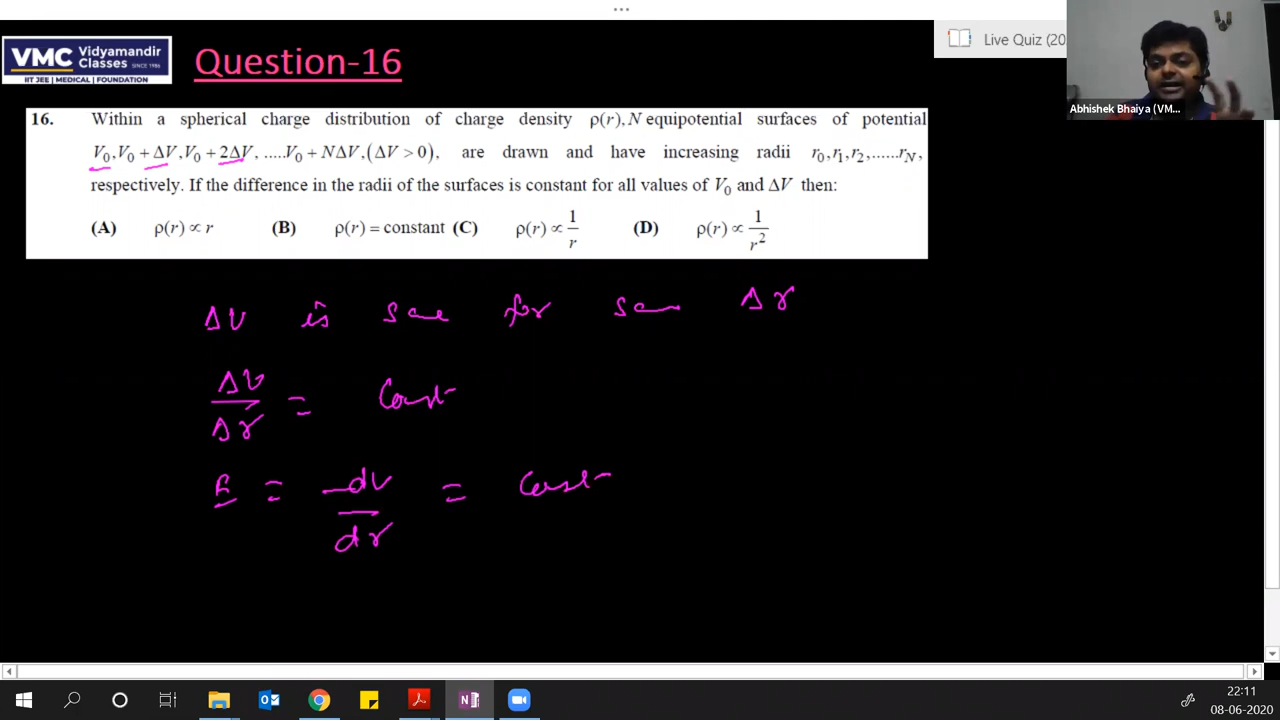 ...
VMC Vidyamandir Classes SINCE 1986
IIT JEE | MEDICAL | FOUNDATION
Question-16
Live Quiz (20
Abhishek Bhaiya (VM...
16. Within a spherical charge distribution of charge density ρ(r), N equipotential surfaces of potential
V₀, V₀ + ΔV, V₀ + 2ΔV, .....V₀ + NΔV, (ΔV > 0), are drawn and have increasing radii r₀, r₁, r₂, ......r_N,
respectively. If the difference in the radii of the surfaces is constant for all values of V₀ and ΔV then:
(A) ρ(r) ∝ r (B) ρ(r) = constant (C) ρ(r) ∝ 1/r (D) ρ(r) ∝ 1/r²
ΔV is same for same Δr
ΔV/Δr = Const
E = -dV/dr = Const
22:11
08-06-2020